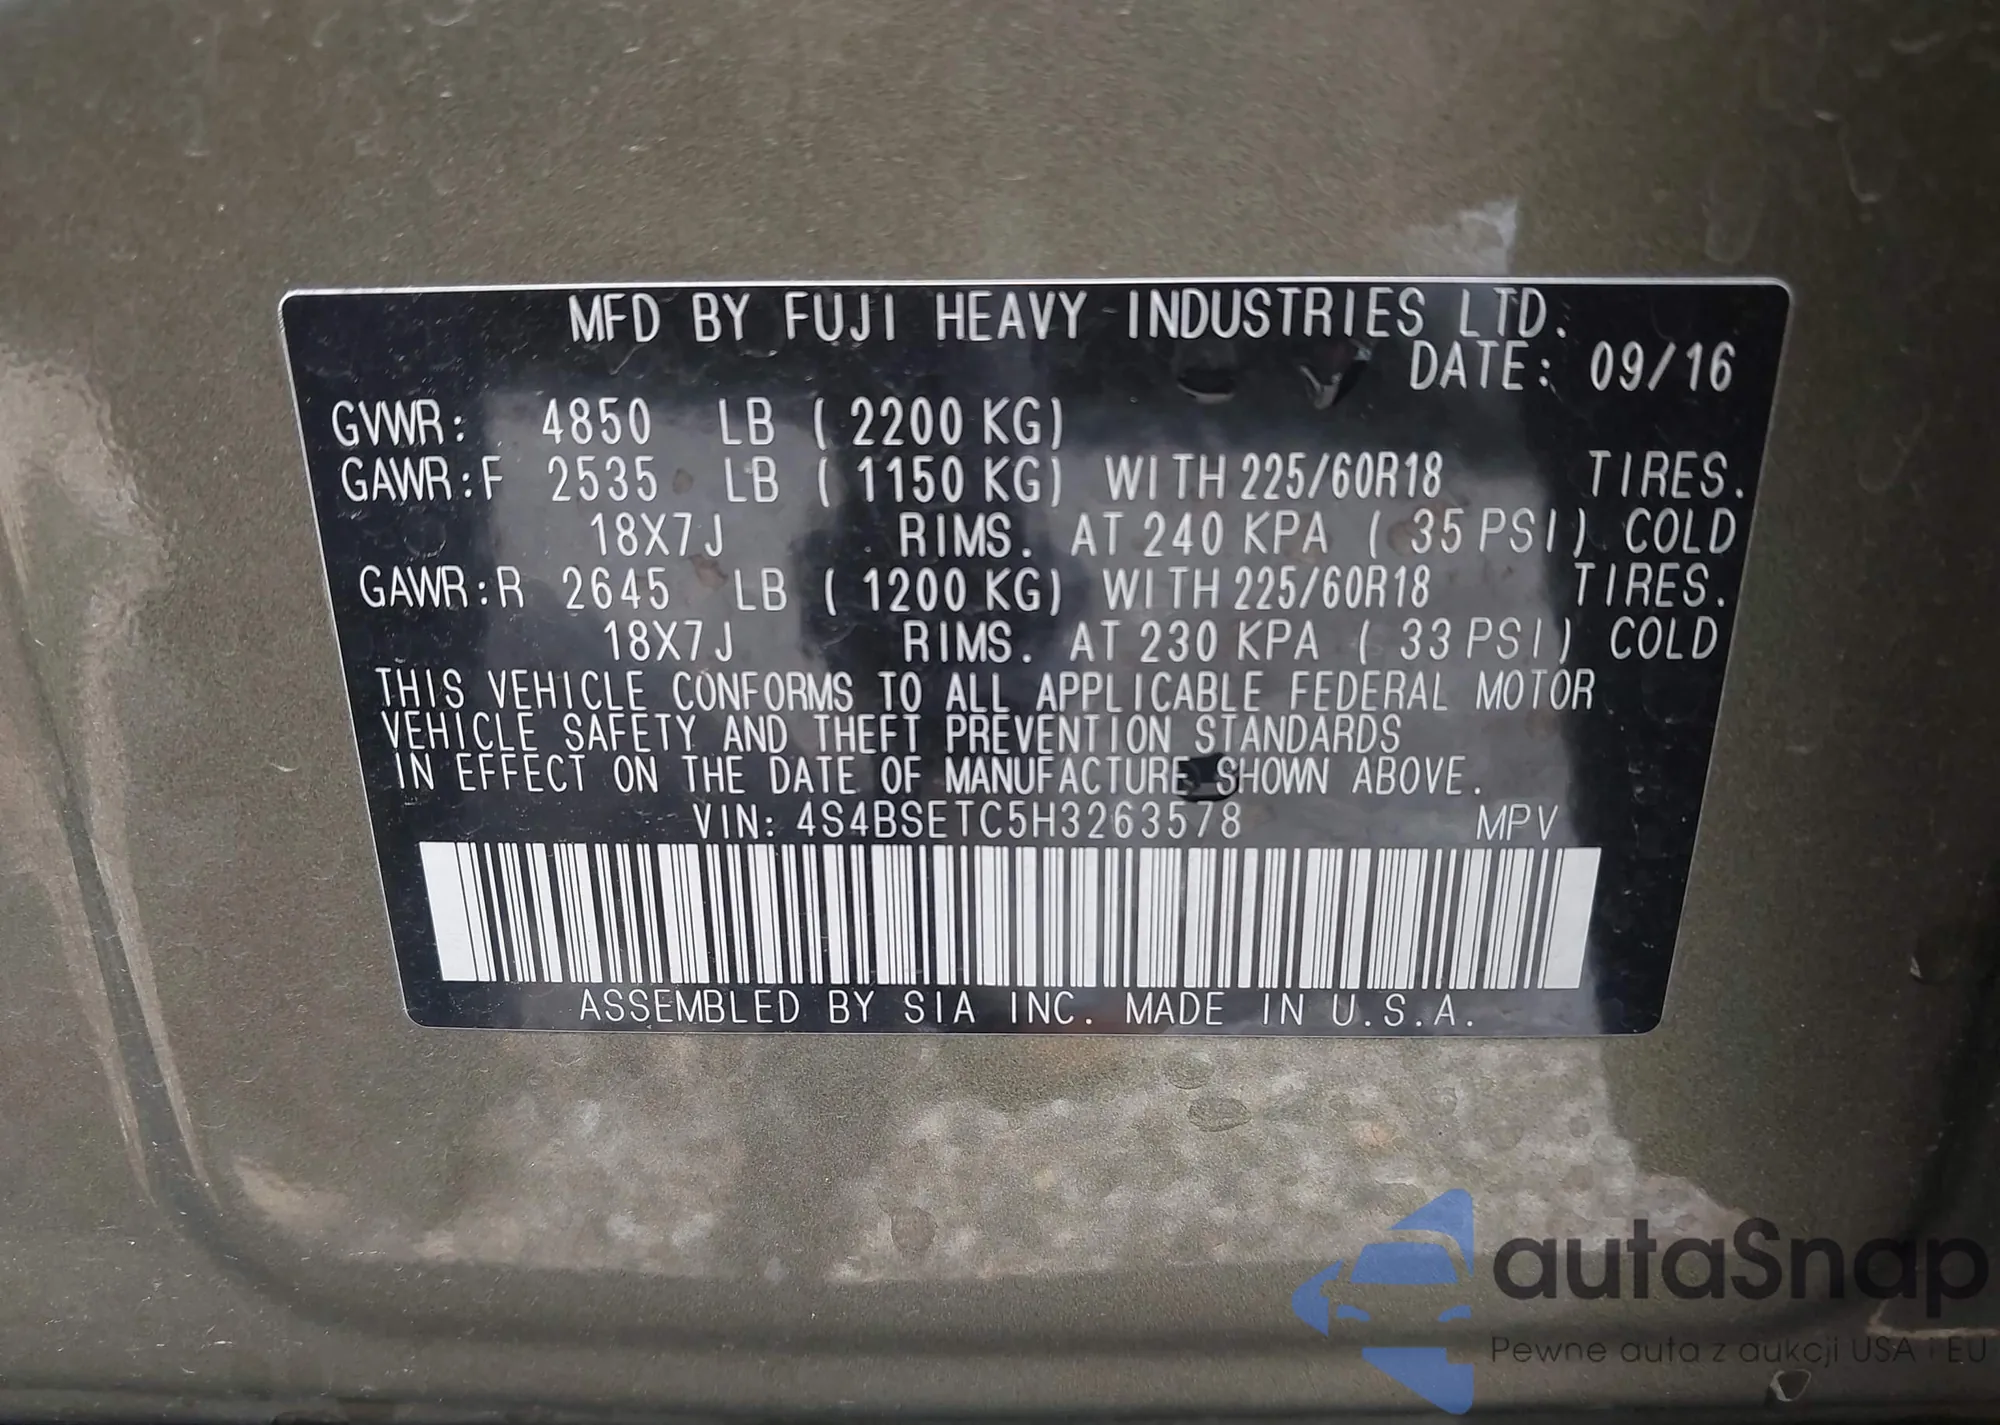 MFD BY FUJI HEAVY INDUSTRIES LTD.
DATE: 09/16
GVWR: 4850 LB ( 2200 KG)
GAWR:F 2535 LB ( 1150 KG) WITH 225/60R18 TIRES.
18X7J RIMS. AT 240 KPA ( 35 PSI) COLD
GAWR:R 2645 LB ( 1200 KG) WITH 225/60R18 TIRES.
18X7J RIMS. AT 230 KPA ( 33 PSI) COLD
THIS VEHICLE CONFORMS TO ALL APPLICABLE FEDERAL MOTOR
VEHICLE SAFETY AND THEFT PREVENTION STANDARDS
IN EFFECT ON THE DATE OF MANUFACTURE SHOWN ABOVE.
VIN: 4S4BSETC5H3263578 MPV
ASSEMBLED BY SIA INC. MADE IN U.S.A.
autaSnap
Pewne auta z aukcji USA i EU